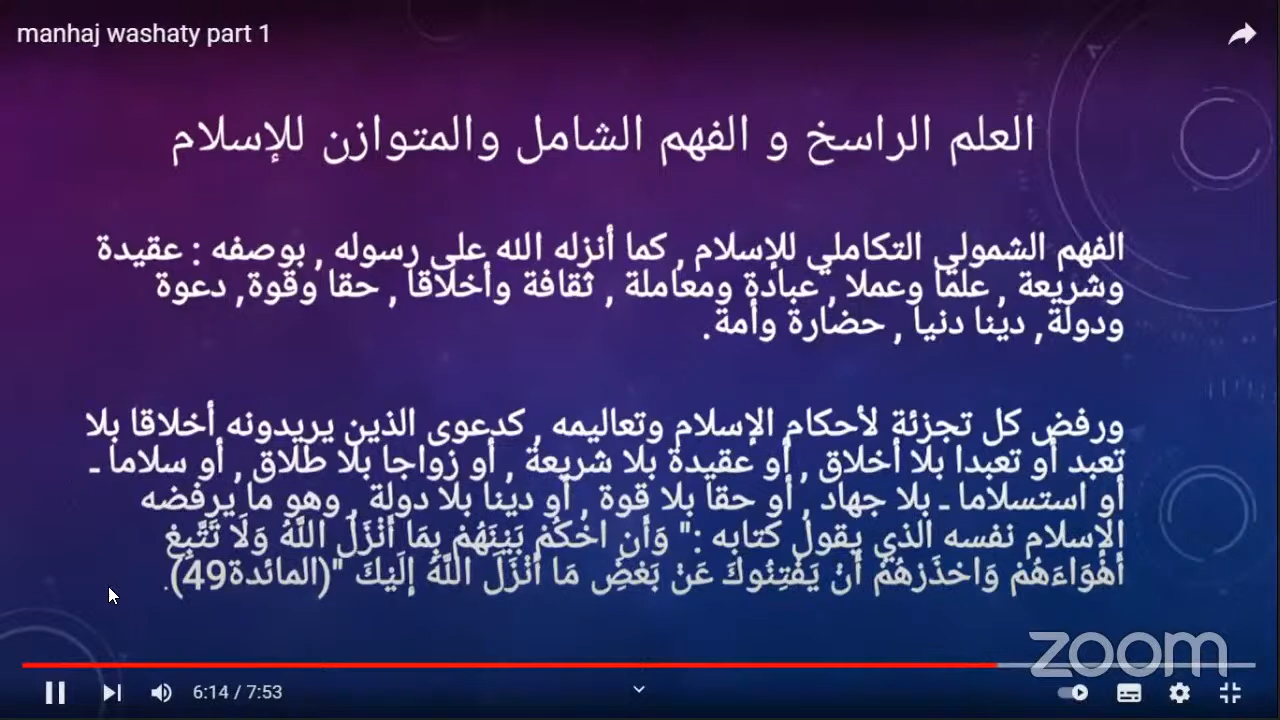 manhaj washaty part 1
العلم الراسخ و الفهم الشامل والمتوازن للإسلام
الفهم الشمولي التكاملي للإسلام , كما أنزله الله على رسوله , بوصفه : عقيدة
وشريعة , علما وعملا , عبادة ومعاملة , ثقافة وأخلاقا , حقا وقوة, دعوة
ودولة, دينا دنيا , حضارة وأمة.
ورفض كل تجزئة لأحكام الإسلام وتعاليمه , كدعوى الذين يريدونه أخلاقا بلا
تعبد أو تعبدا بلا أخلاق , أو عقيدة بلا شريعة , أو زواجا بلا طلاق , أو سلاما ـ
أو استسلاما ـ بلا جهاد , أو حقا بلا قوة , أو دينا بلا دولة , وهو ما يرفضه
الإسلام نفسه الذي يقول كتابه :" وَأَنِ احْكُمْ بَيْنَهُمْ بِمَا أَنْزَلَ اللَّهُ وَلَا تَتَّبِعْ
أَهْوَاءَهُمْ وَاحْذَرْهُمْ أَنْ يَفْتِنُوكَ عَنْ بَعْضِ مَا أَنْزَلَ اللَّهُ إِلَيْكَ "(المائدة49).
zoom
6:14 / 7:53